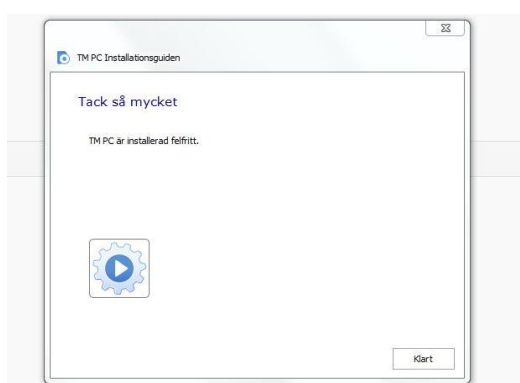 TM PC Installationsguiden
Tack så mycket
TM PC är installerad felfritt.
Klart